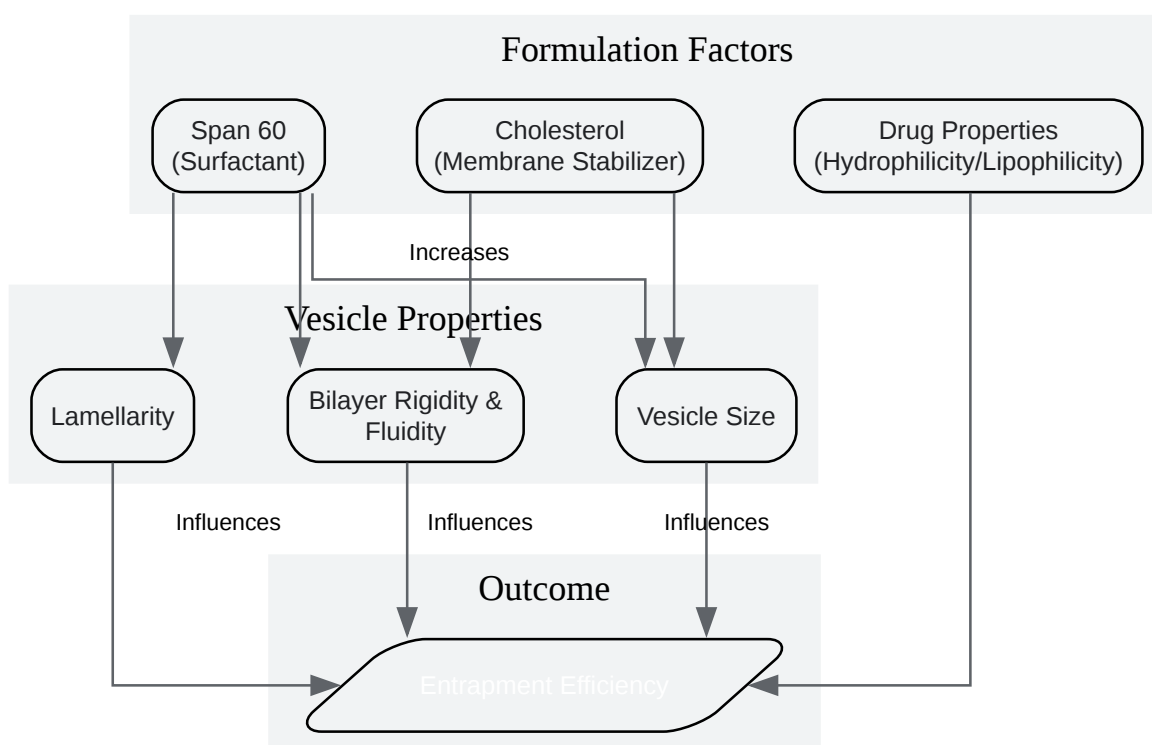 Formulation Factors
Span 60
(Surfactant)
Cholesterol
(Membrane Stabilizer)
Drug Properties
(Hydrophilicity/Lipophilicity)
Increases
Vesicle Properties
Lamellarity
Bilayer Rigidity &
Fluidity
Vesicle Size
Influences
Influences
Influences
Outcome
Entrapment Efficiency